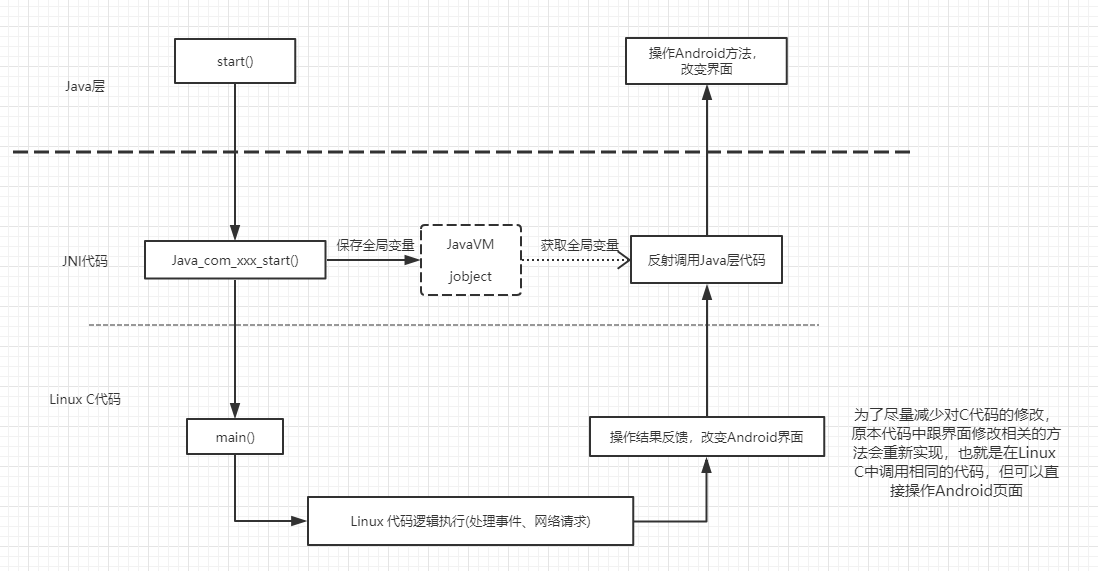 start()
操作Android方法，
改变界面
Java层
保存全局变量
JavaVM
获取全局变量
JNI代码
Java_com_xxx_start()
反射调用Java层代码
jobject
Linux C代码
main()
操作结果反馈，改变Android界面
为了尽量减少对C代码的修改，
原本代码中跟界面修改相关的方
法会重新实现，也就是在Linux
C中调用相同的代码，但可以直
接操作Android页面
Linux 代码逻辑执行(处理事件、网络请求)